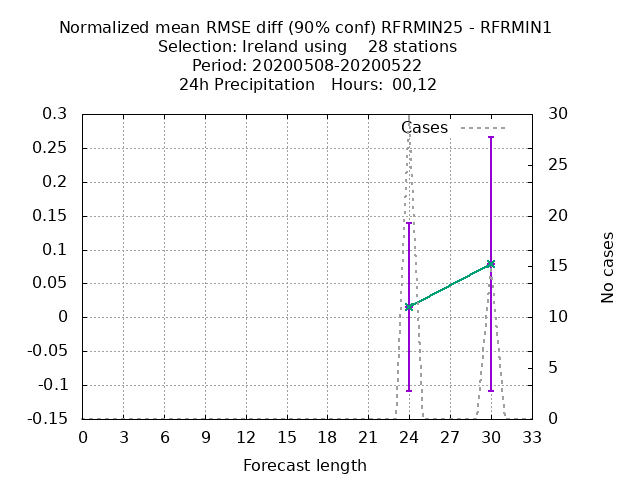 Normalized mean RMSE diff (90% conf) RFRMIN25 - RFRMIN1
Selection: Ireland using    28 stations
Period: 20200508-20200522
24h Precipitation   Hours:  00,12
Cases
0.3
0.25
0.2
0.15
0.1
0.05
0
-0.05
-0.1
-0.15
30
25
20
15
10
5
0
No cases
0 3 6 9 12 15 18 21 24 27 30 33
Forecast length